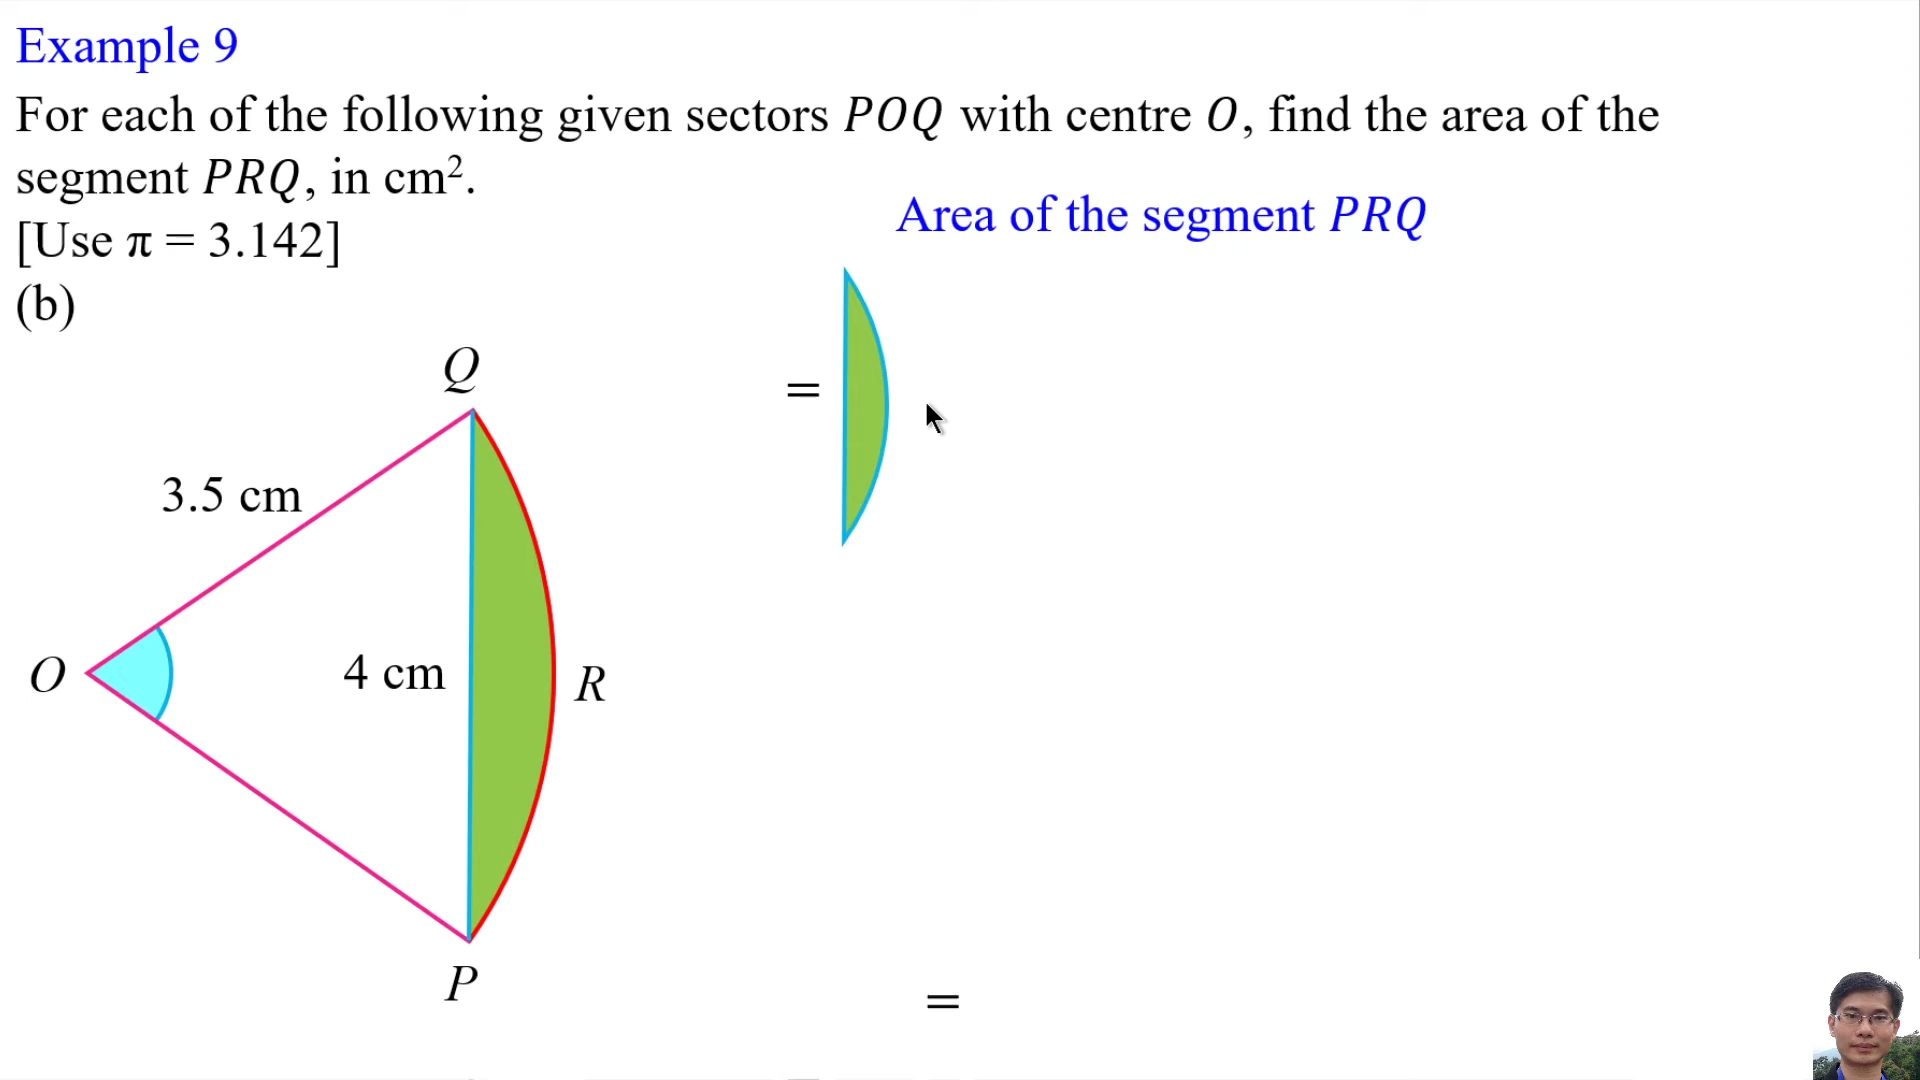 Example 9
For each of the following given sectors POQ with centre O, find the area of the
segment PRQ, in cm².
[Use π = 3.142]
(b)
Area of the segment PRQ
=
Q
3.5 cm
O
4 cm
R
P
=